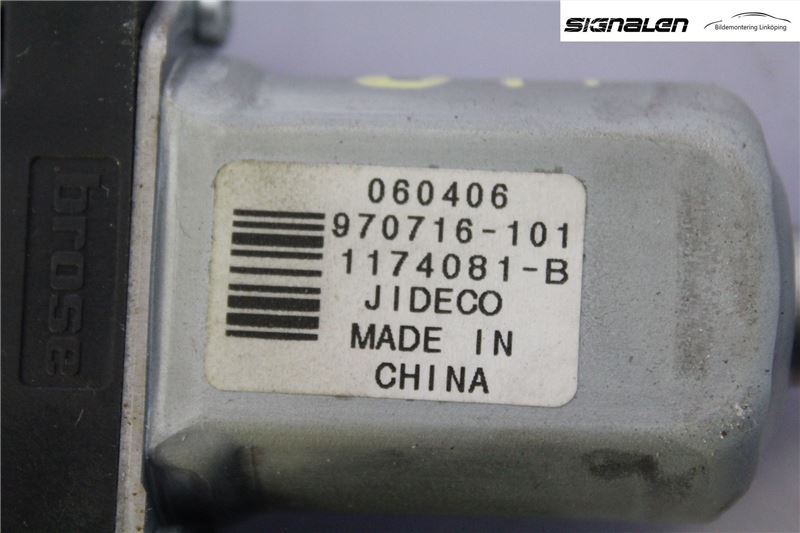 SIGNALEN
Bildemontering Linköping
brose
060406
970716-101
1174081-B
JIDECO
MADE IN
CHINA